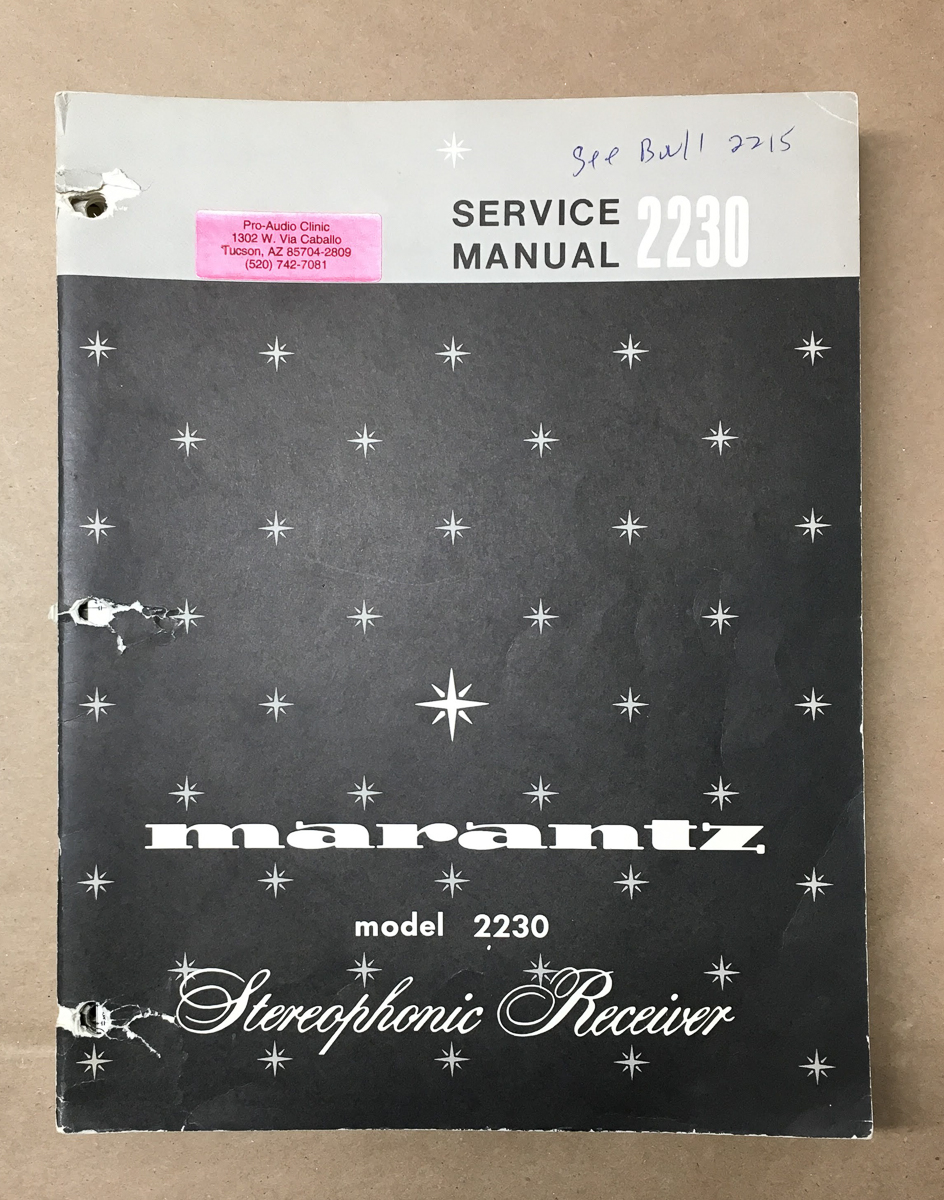 See Bull 2215
SERVICE MANUAL 2230
Pro-Audio Clinic
1302 W. Via Caballo
Tucson, AZ 85704-2809
(520) 742-7081
marantz
model 2230
Stereophonic Receiver